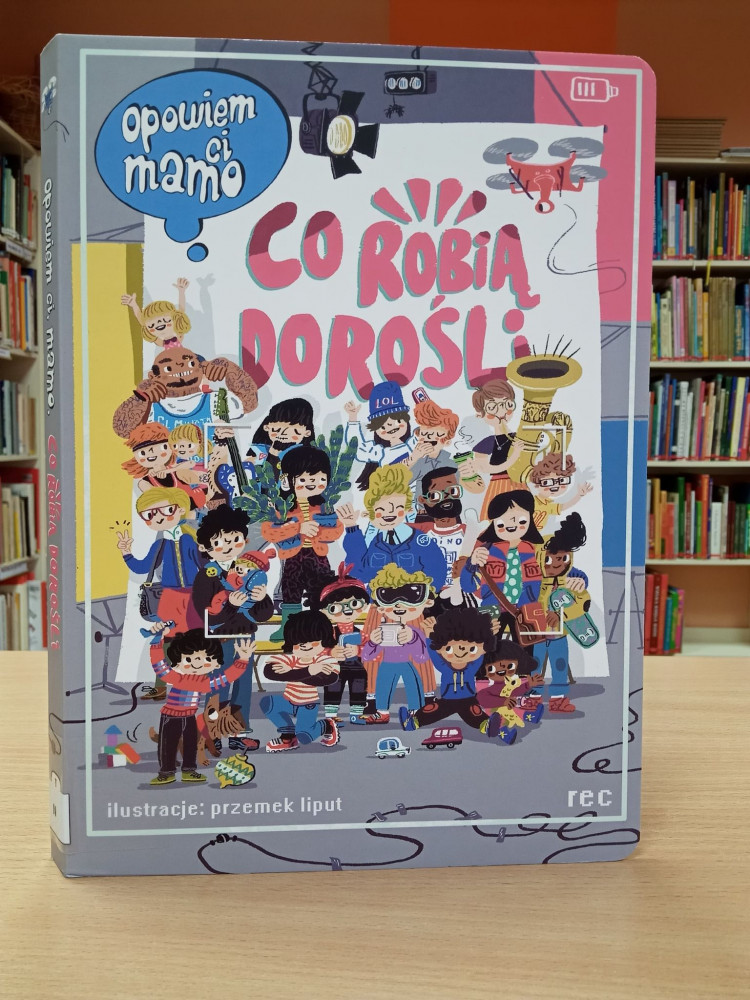 opowiem
ci
mamo
CO ROBIĄ
DOROŚLI
LOL
ilustracje: przemek liput
rec
opowiem ci, mamo,
co robią dorośli